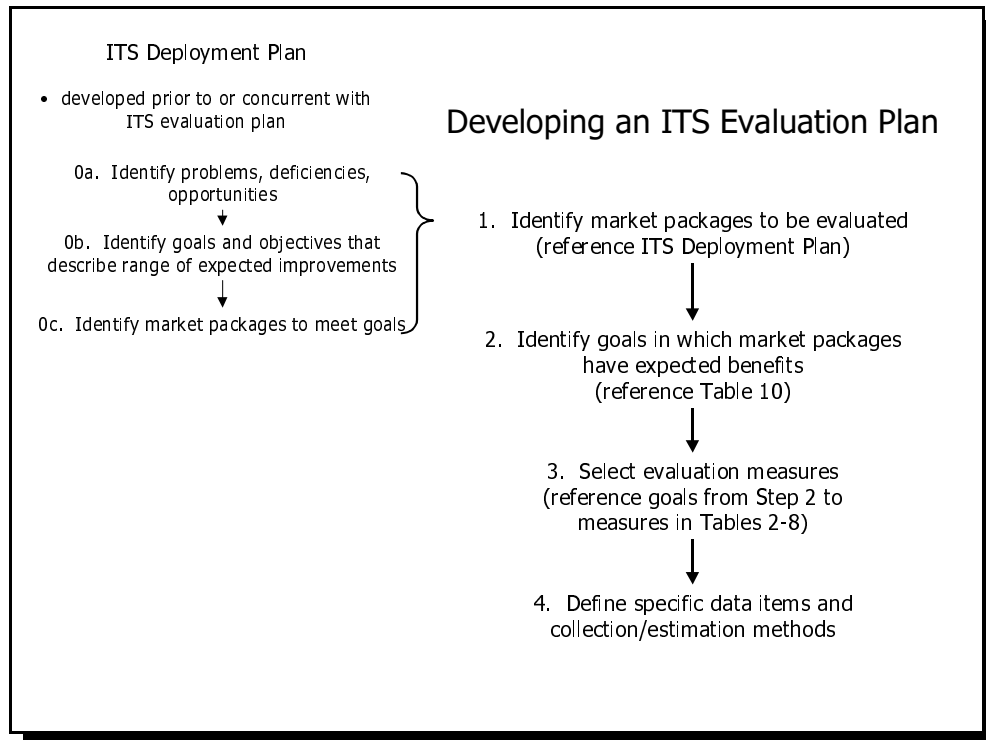 ITS Deployment Plan
• developed prior to or concurrent with
ITS evaluation plan
0a. Identify problems, deficiencies,
opportunities
0b. Identify goals and objectives that
describe range of expected improvements
0c. Identify market packages to meet goals
Developing an ITS Evaluation Plan
1. Identify market packages to be evaluated
(reference ITS Deployment Plan)
2. Identify goals in which market packages
have expected benefits
(reference Table 10)
3. Select evaluation measures
(reference goals from Step 2 to
measures in Tables 2-8)
4. Define specific data items and
collection/estimation methods